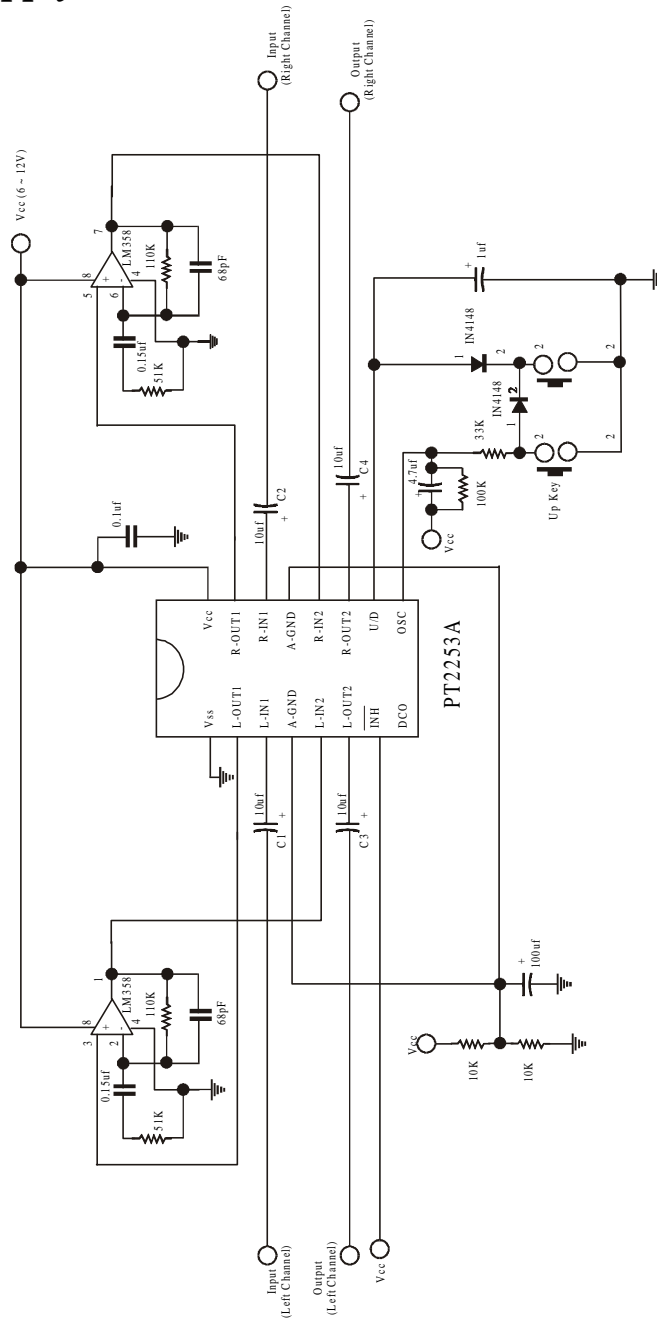 Vcc (6 ~ 12V)
Input
(Right Channel)
Output
(Right Channel)
7
8
LM358
+
-
4
5
6
110K
68pF
0.15uf
51K
0.1uf
10uf
C2
+
10uf
C4
+
+
1uf
IN4148
1
2
IN4148
1
2
33K
4.7uf
+
100K
Vcc
2
2
2
2
Up Key
Vcc
R-OUT1
R-IN1
A-GND
R-IN2
R-OUT2
U/D
OSC
Vss
L-OUT1
L-IN1
A-GND
L-IN2
L-OUT2
INH
DCO
PT2253A
10uf
C1
+
10uf
C3
+
1
8
LM358
+
-
4
3
2
110K
68pF
0.15uf
51K
+
100uf
Vcc
10K
10K
Input
(Left Channel)
Output
(Left Channel)
Vcc